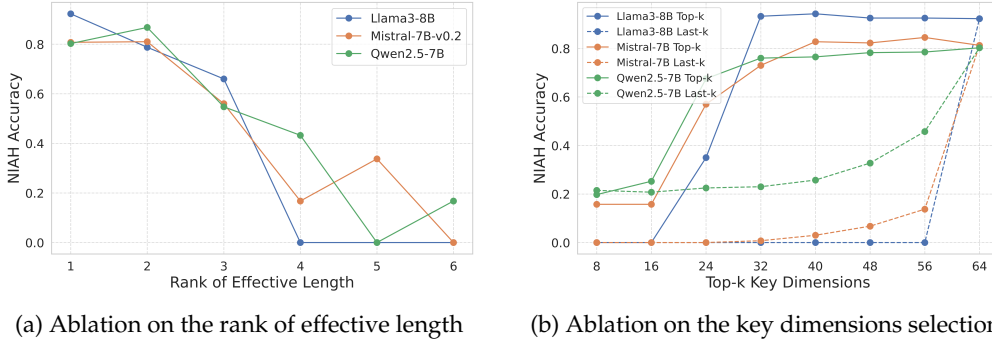 NIAH Accuracy
0.8
0.6
0.4
0.2
0.0
1 2 3 4 5 6
Rank of Effective Length
Llama3-8B
Mistral-7B-v0.2
Qwen2.5-7B
(a) Ablation on the rank of effective length
NIAH Accuracy
0.8
0.6
0.4
0.2
0.0
8 16 24 32 40 48 56 64
Top-k Key Dimensions
Llama3-8B Top-k
Llama3-8B Last-k
Mistral-7B Top-k
Mistral-7B Last-k
Qwen2.5-7B Top-k
Qwen2.5-7B Last-k
(b) Ablation on the key dimensions selection